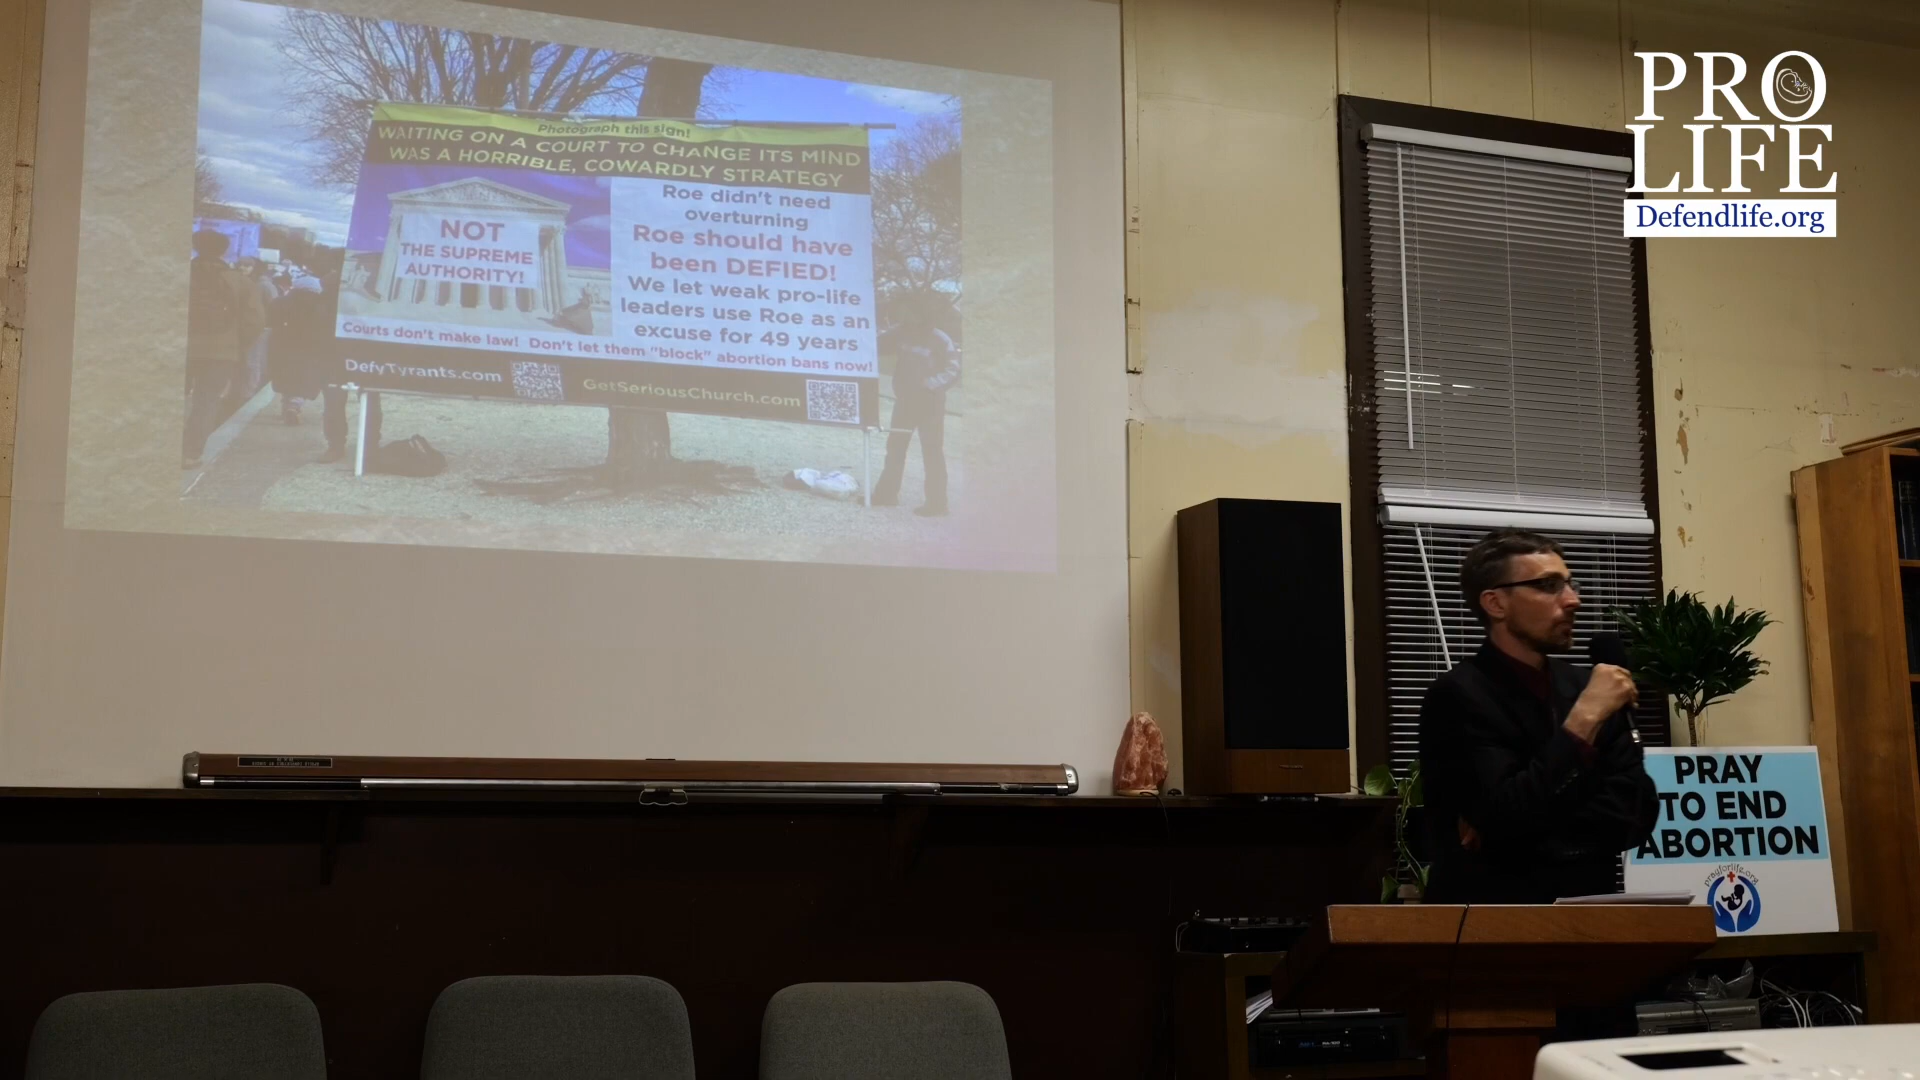 Photograph this sign!
WAITING ON A COURT TO CHANGE ITS MIND
WAS A HORRIBLE, COWARDLY STRATEGY
NOT
THE SUPREME
AUTHORITY!
Roe didn't need
overturning
Roe should have
been DEFIED!
We let weak pro-life
leaders use Roe as an
excuse for 49 years
Courts don't make law! Don't let them "block" abortion bans now!
DefyTyrants.com
GetSeriousChurch.com
PRO
LIFE
Defendlife.org
PRAY
TO END
ABORTION
prayforlife.org